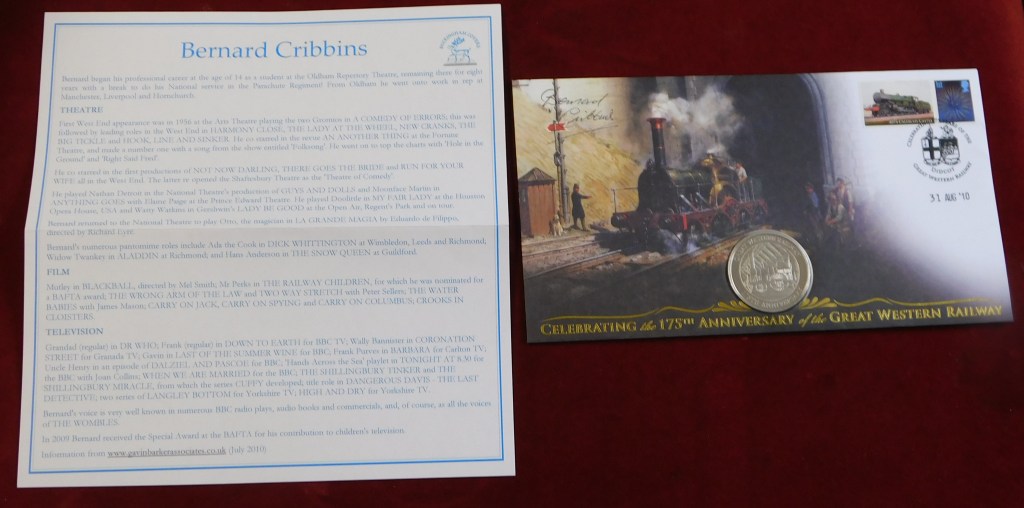 Bernard Cribbins
Bernard began his professional career at the age of 14 as a student at the Oldham Repertory Theatre, remaining there for eight
years with a break to do his National service in the Parachute Regiment! From Oldham he went onto work in rep at
Manchester, Liverpool and Hornchurch.
THEATRE
First West End appearance was in 1956 at the Arts Theatre playing the two Dromios in A COMEDY OF ERRORS; this was
followed by leading roles in the West End in HARMONY CLOSE, THE LADY AT THE WHEEL, NEW CRANKS, THE
BIG TICKLE and HOOK, LINE AND SINKER. He co-starred in the revue AN ANOTHER THING at the Fortune
Theatre, and made a number one with a song from the show entitled 'Folksong'. He went on to top the charts with 'Hole in the
Ground' and 'Right Said Fred'.
He co-starred in the first productions of NOT NOW DARLING, THERE GOES THE BRIDE and RUN FOR YOUR
WIFE all in the West End. The latter re-opened the Shaftesbury Theatre as the 'Theatre of Comedy'
He played Nathan Detroit in the National Theatre's production of GUYS AND DOLLS and Moonface Martin in
ANYTHING GOES with Elaine Paige at the Prince Edward Theatre. He played Doolittle in MY FAIR LADY at the Houston
Opera House, USA and Watty Watkins in Gershwin's LADY BE GOOD at the Open Air, Regent's Park and on tour.
Bernard returned to the National Theatre to play Otto, the magician in LA GRANDE MAGIA by Eduardo de Filippo,
directed by Richard Eyre.
Bernard's numerous pantomime roles include Ada the Cook in DICK WHITTINGTON at Wimbledon, Leeds and Richmond,
Widow Twankey in ALADDIN at Richmond; and Hans Anderson in THE SNOW QUEEN at Guildford.
FILM
Motley in BLACKBALL, directed by Mel Smith; Mr Perks in THE RAILWAY CHILDREN, for which he was nominated for
a BAFTA award; THE WRONG ARM OF THE LAW and TWO WAY STRETCH with Peter Sellers; THE WATER
BABIES with James Mason; CARRY ON JACK, CARRY ON SPYING and CARRY ON COLUMBUS; CROOKS IN
CLOISTERS.
TELEVISION
Grandad (regular) in DR WHO; Frank (regular) in DOWN TO EARTH for BBC TV; Wally Bannister in CORONATION
STREET for Granada TV; Gavin in LAST OF THE SUMMER WINE for BBC; Frank Purves in BARBARA for Carlton TV;
Uncle Henry in an episode of DALZIEL AND PASCOE for BBC; 'Hands Across the Sea' playlet in TONIGHT AT 8.30 for
the BBC with Joan Collins; WHEN WE ARE MARRIED for the BBC; THE SHILLINGBURY TINKER and THE
SHILLINGBURY MIRACLE, from which the series CUFFY developed; title role in DANGEROUS DAVIS - THE LAST
DETECTIVE; two series of LANGLEY BOTTOM for Yorkshire TV; HIGH AND DRY for Yorkshire TV.
Bernard's voice is very well known in numerous BBC radio plays, audio books and commercials, and, of course, as all the voices
of THE WOMBLES.
In 2009 Bernard received the Special Award at the BAFTA for his contribution to children's television.
Information from www.gavinbarkerassociates.co.uk (July 2010)
Bernard
Cribbins
DIDCOT
GREAT WESTERN RAILWAY
31 AUG '10
CELEBRATING the 175TH ANNIVERSARY of the GREAT WESTERN RAILWAY